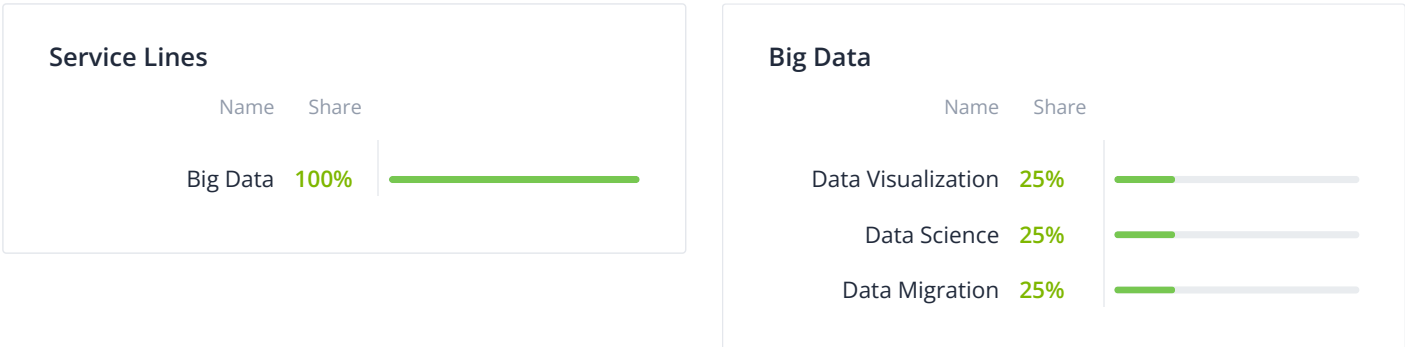 Service Lines
Name Share
Big Data 100%
Big Data
Name Share
Data Visualization 25%
Data Science 25%
Data Migration 25%